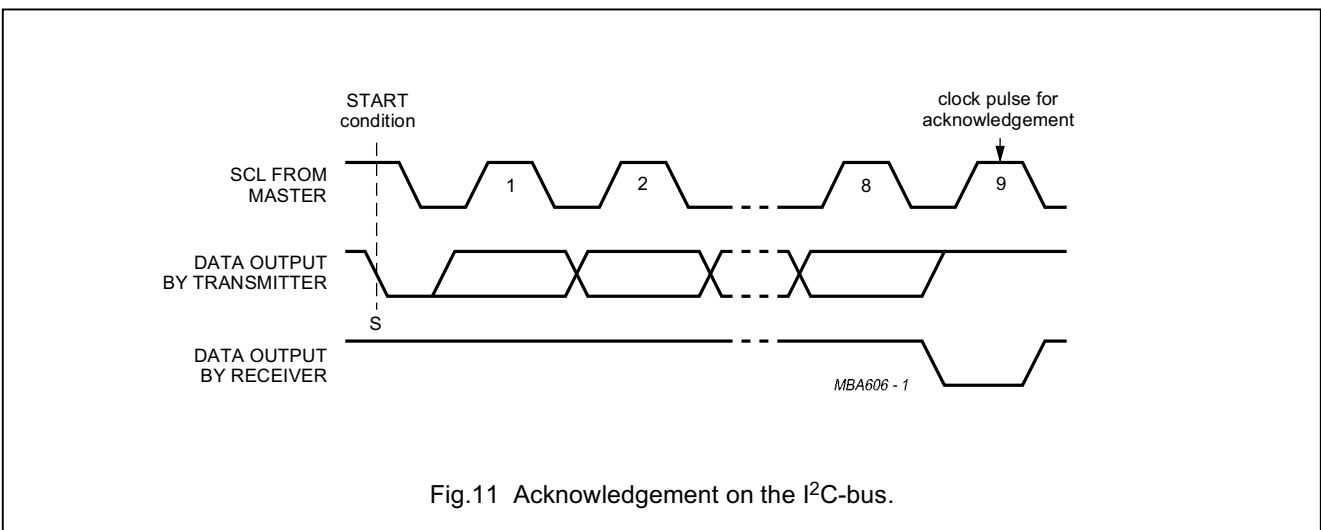 START
condition
clock pulse for
acknowledgement
SCL FROM
MASTER
1
2
8
9
DATA OUTPUT
BY TRANSMITTER
S
DATA OUTPUT
BY RECEIVER
MBA606 - 1
Fig.11 Acknowledgement on the I²C-bus.